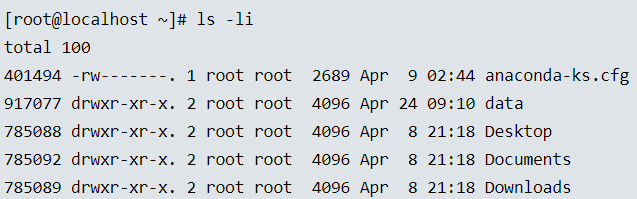 [root@localhost ~]# ls -li
total 100
401494 -rw-------. 1 root root  2689 Apr  9 02:44 anaconda-ks.cfg
917077 drwxr-xr-x. 2 root root  4096 Apr 24 09:10 data
785088 drwxr-xr-x. 2 root root  4096 Apr  8 21:18 Desktop
785092 drwxr-xr-x. 2 root root  4096 Apr  8 21:18 Documents
785089 drwxr-xr-x. 2 root root  4096 Apr  8 21:18 Downloads